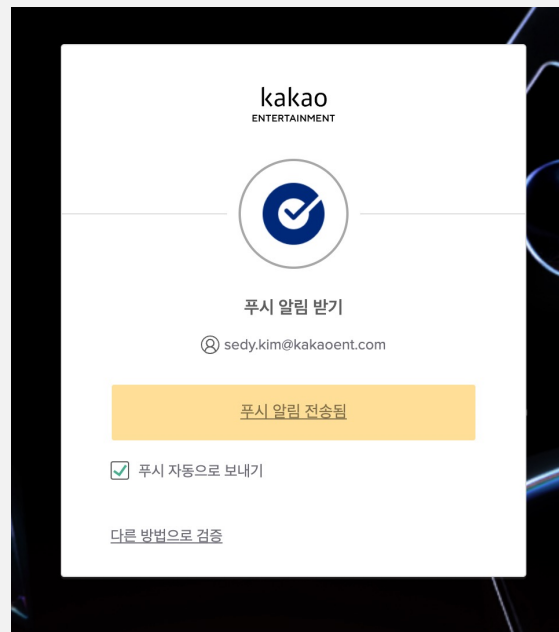 kakao
ENTERTAINMENT
푸시 알림 받기
sedy.kim@kakaoent.com
푸시 알림 전송됨
푸시 자동으로 보내기
다른 방법으로 검증